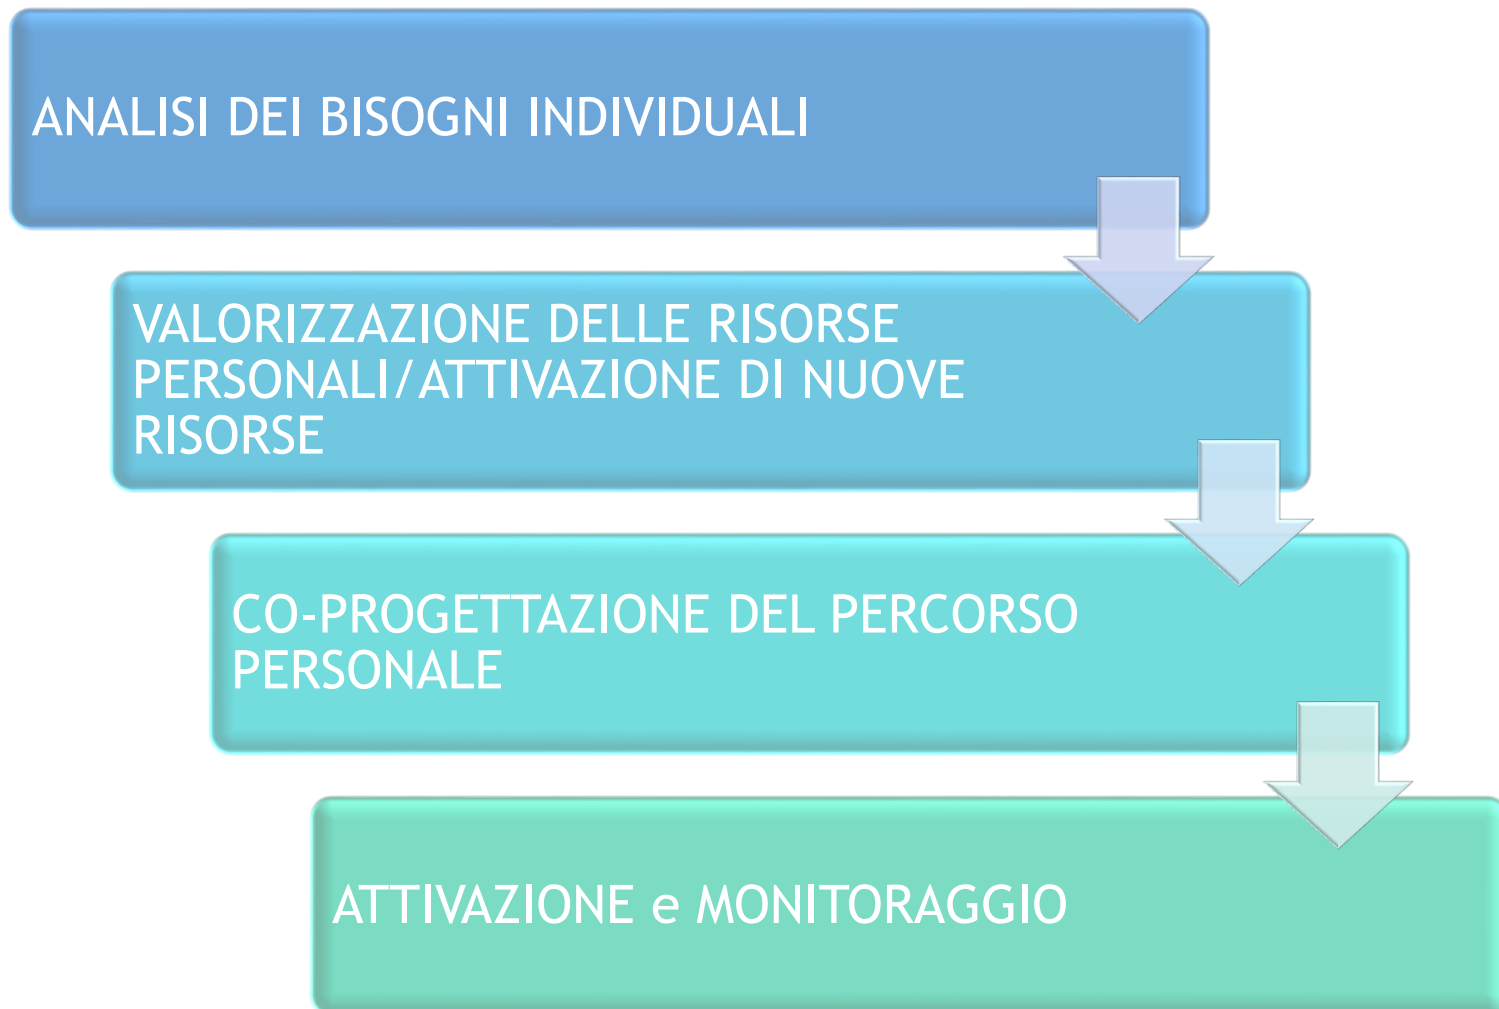 ANALISI DEI BISOGNI INDIVIDUALI
VALORIZZAZIONE DELLE RISORSE
PERSONALI/ATTIVAZIONE DI NUOVE
RISORSE
CO-PROGETTAZIONE DEL PERCORSO
PERSONALE
ATTIVAZIONE e MONITORAGGIO